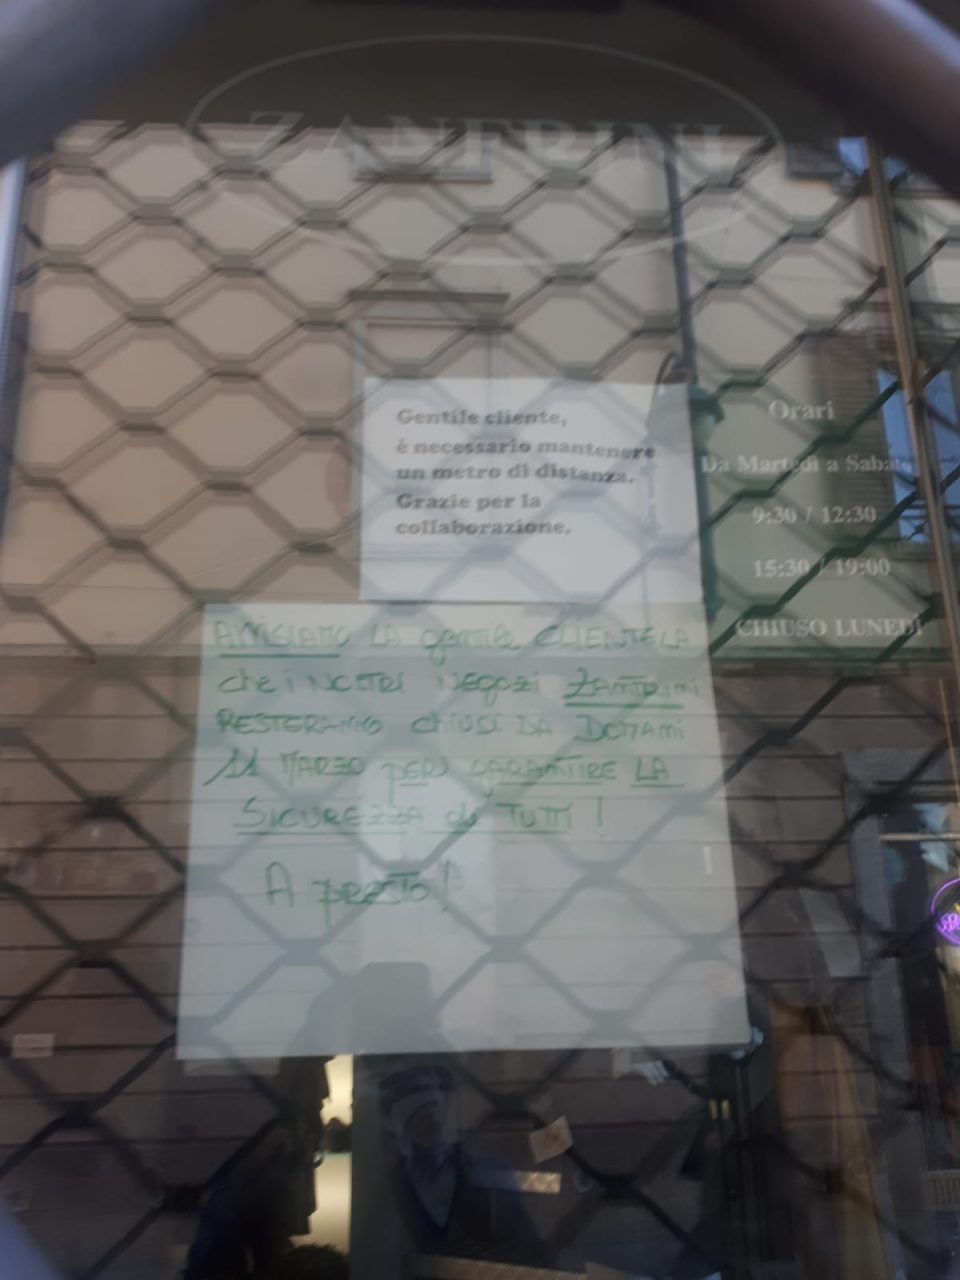 ZANFRINI
Gentile cliente,
è necessario mantenere
un metro di distanza.
Grazie per la
collaborazione.
Orari
Da Martedì a Sabato
9:30 / 12:30
15:30 / 19:00
CHIUSO LUNEDÌ
AVVISIAMO LA gentile CLIENTELA
che i NOSTRI negozi ZANFRINI
RESTERANNO CHIUSI DA DOMANI
11 MARZO per GARANTIRE LA
SICUREZZA di TUTTI !
A presto!